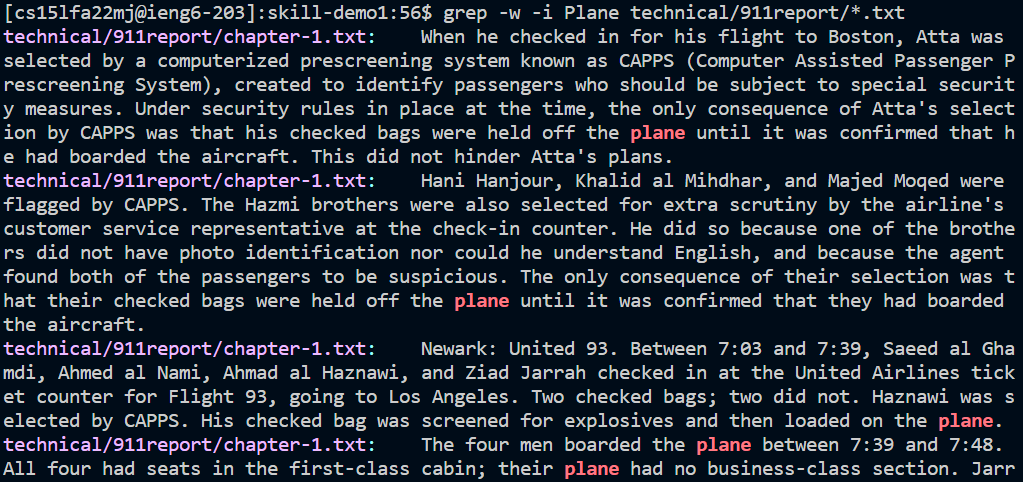 [cs15lfa22mj@ieng6-203]:skill-demo1:56$ grep -w -i Plane technical/911report/*.txt
technical/911report/chapter-1.txt:    When he checked in for his flight to Boston, Atta was
selected by a computerized prescreening system known as CAPPS (Computer Assisted Passenger P
rescreening System), created to identify passengers who should be subject to special securit
y measures. Under security rules in place at the time, the only consequence of Atta's select
ion by CAPPS was that his checked bags were held off the plane until it was confirmed that h
e had boarded the aircraft. This did not hinder Atta's plans.
technical/911report/chapter-1.txt:    Hani Hanjour, Khalid al Mihdhar, and Majed Moqed were
flagged by CAPPS. The Hazmi brothers were also selected for extra scrutiny by the airline's
customer service representative at the check-in counter. He did so because one of the brothe
rs did not have photo identification nor could he understand English, and because the agent
found both of the passengers to be suspicious. The only consequence of their selection was t
hat their checked bags were held off the plane until it was confirmed that they had boarded
the aircraft.
technical/911report/chapter-1.txt:    Newark: United 93. Between 7:03 and 7:39, Saeed al Gha
mdi, Ahmed al Nami, Ahmad al Haznawi, and Ziad Jarrah checked in at the United Airlines tick
et counter for Flight 93, going to Los Angeles. Two checked bags; two did not. Haznawi was s
elected by CAPPS. His checked bag was screened for explosives and then loaded on the plane.
technical/911report/chapter-1.txt:    The four men boarded the plane between 7:39 and 7:48.
All four had seats in the first-class cabin; their plane had no business-class section. Jarr